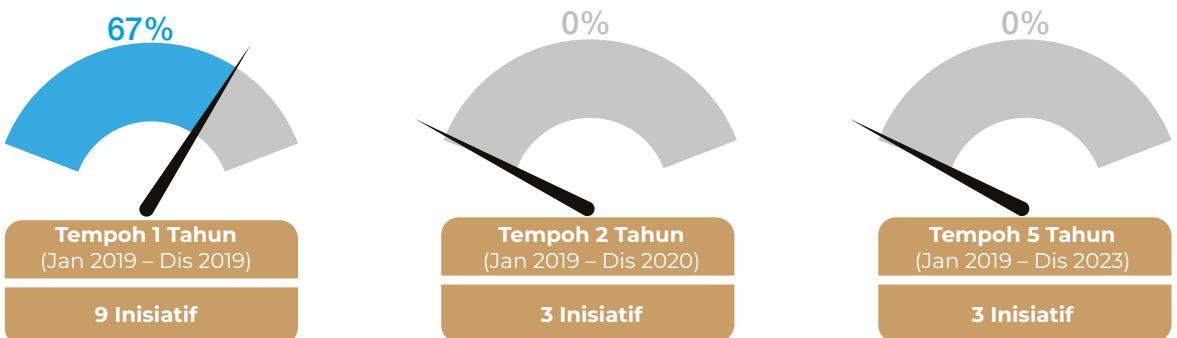 67%
Tempoh 1 Tahun
(Jan 2019 – Dis 2019)
9 Inisiatif
0%
Tempoh 2 Tahun
(Jan 2019 – Dis 2020)
3 Inisiatif
0%
Tempoh 5 Tahun
(Jan 2019 – Dis 2023)
3 Inisiatif